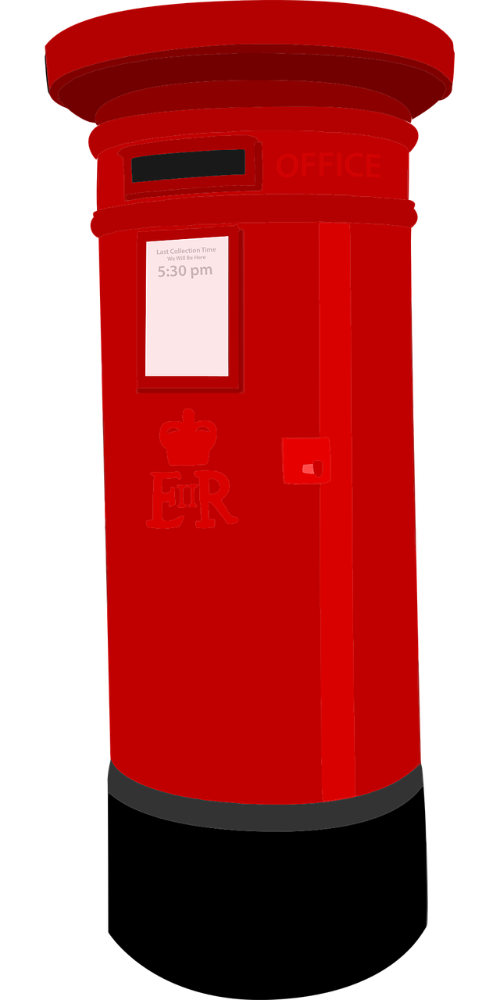 OFFICE
Last Collection Time
We Will Be Here
5:30 pm
EIIR